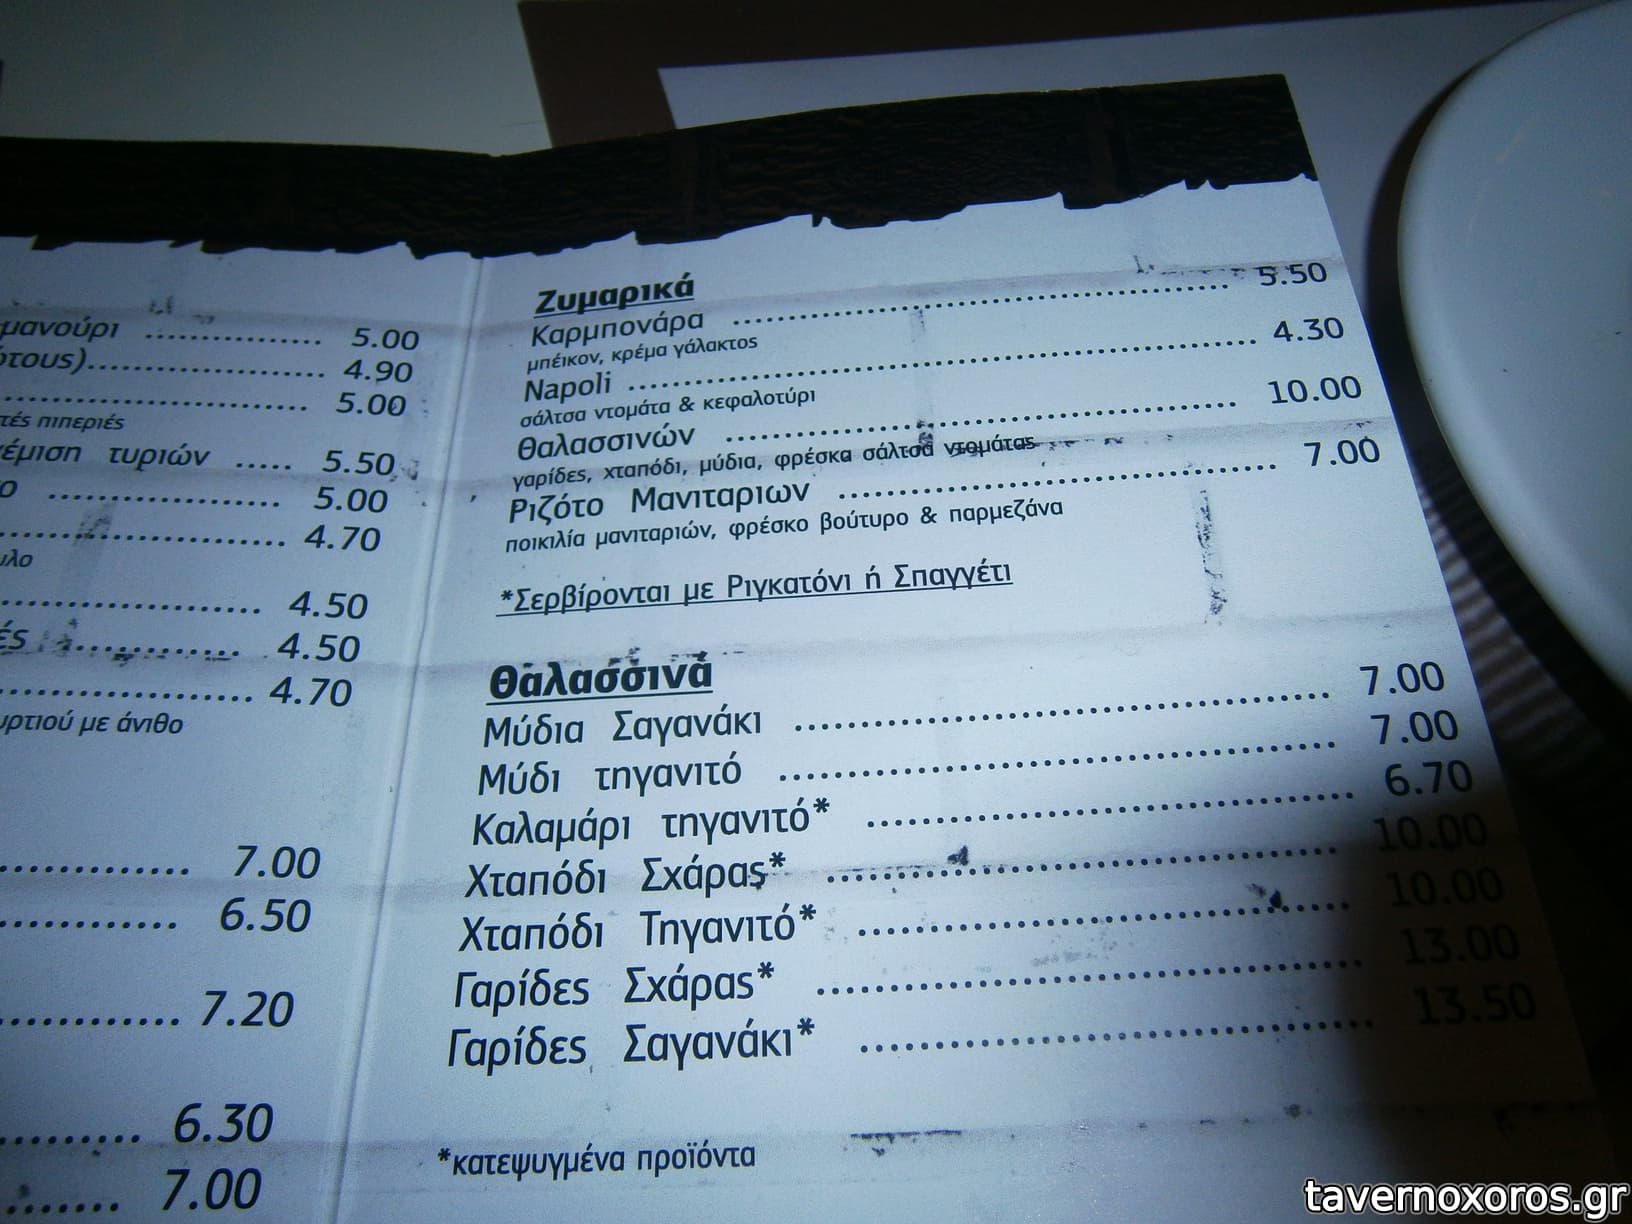 μανούρι ................ 5.00
ότους)..................... 4.90
........................... 5.00
τές πιπεριές
έμιση τυριών ..... 5.50
ο ..................... 5.00
......................... 4.70
υλο
....................... 4.50
ές ................ 4.50
...................... 4.70
υρτιού με άνιθο
............... 7.00
.............. 6.50
............. 7.20
......... 6.30
....... 7.00
Ζυμαρικά
Καρμπονάρα ........................................ 5.50
μπέικον, κρέμα γάλακτος
Napoli ................................................. 4.30
σάλτσα ντομάτα & κεφαλοτύρι
Θαλασσινών ........................................ 10.00
γαρίδες, χταπόδι, μύδια, φρέσκα σάλτσα ντομάτας
Ριζότο Μανιταριων .................................. 7.00
ποικιλία μανιταριών, φρέσκο βούτυρο & παρμεζάνα
*Σερβίρονται με Ριγκατόνι ή Σπαγγέτι
Θαλασσινά
Μύδια Σαγανάκι ...................................... 7.00
Μύδι τηγανιτό ....................................... 7.00
Καλαμάρι τηγανιτό* .................................. 6.70
Χταπόδι Σχάρας* ................................... 10.00
Χταπόδι Τηγανιτό* ................................. 10.00
Γαρίδες Σχάρας* ................................... 13.00
Γαρίδες Σαγανάκι* ................................. 13.50
*κατεψυγμένα προϊόντα
tavernoxoros.gr